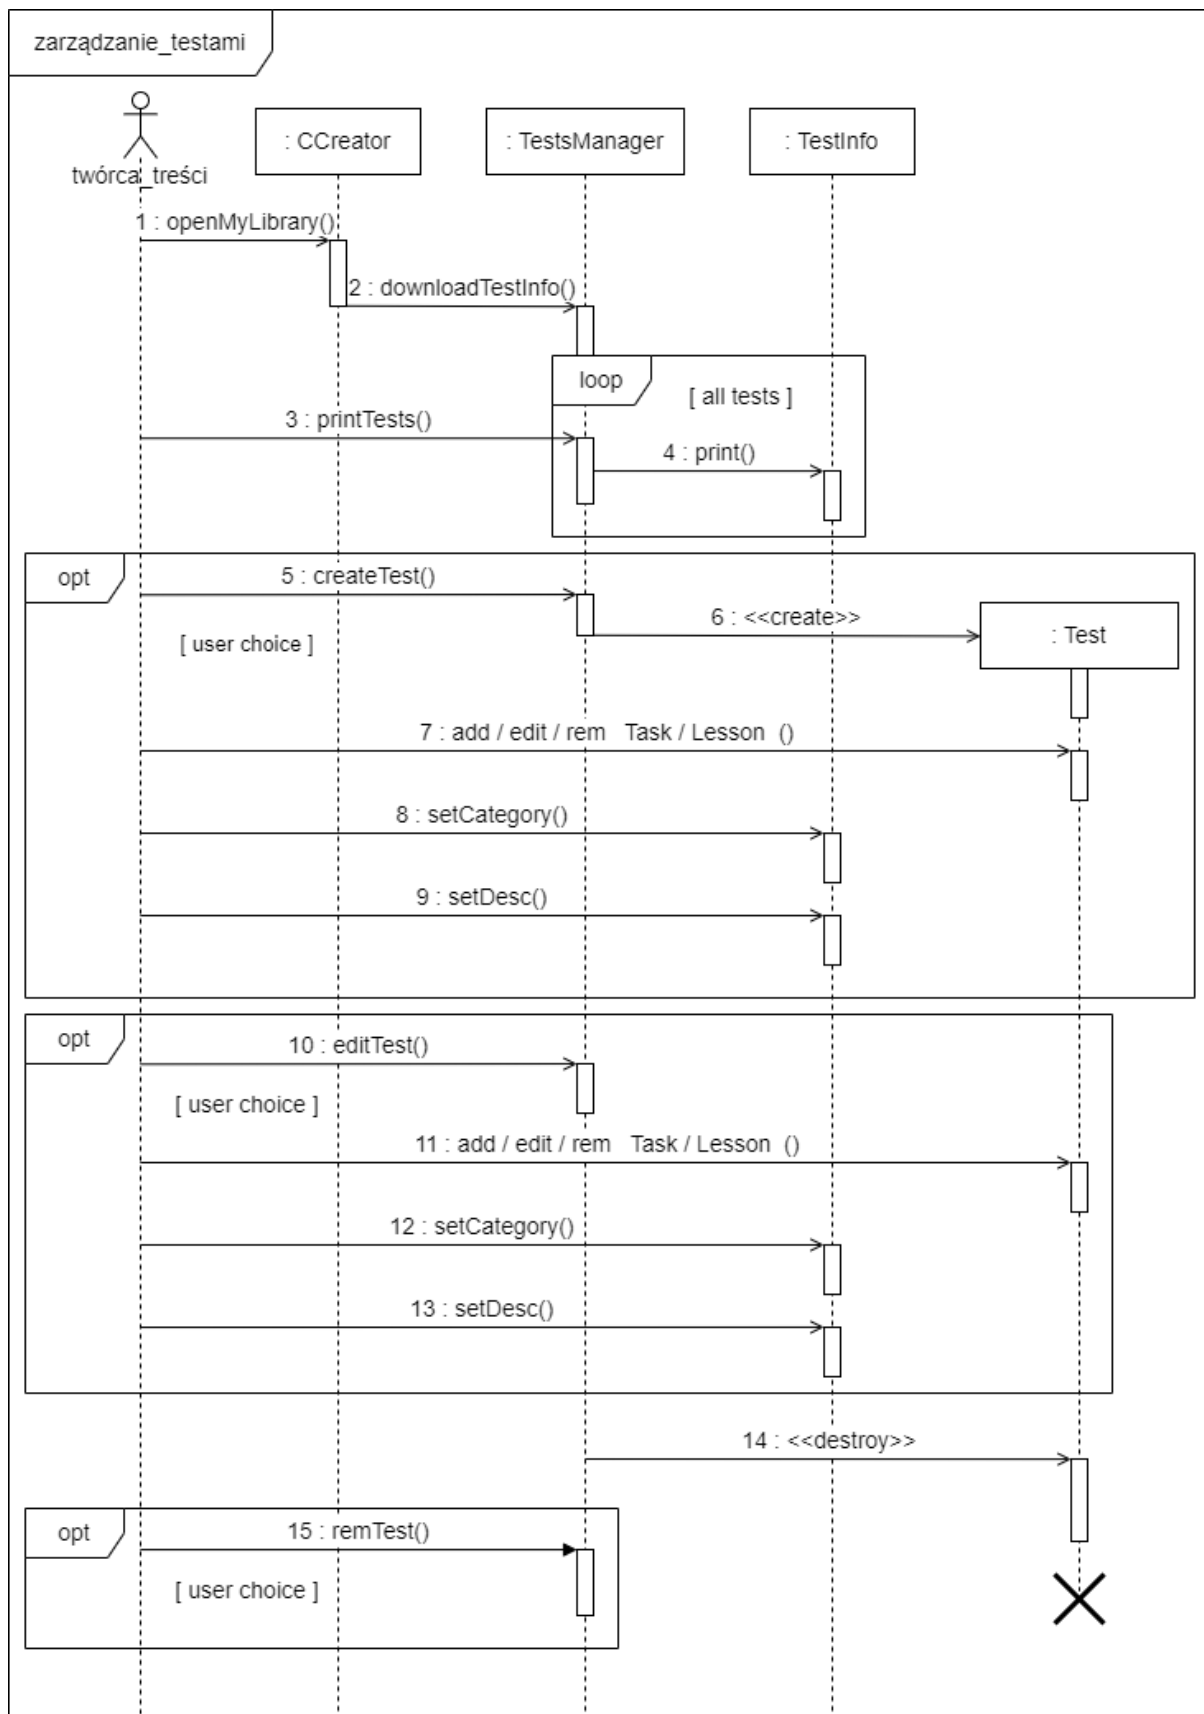 zarządzanie_testami
: CCreator
: TestsManager
: TestInfo
twórca_treści
1 : openMyLibrary()
2 : downloadTestInfo()
loop
[ all tests ]
3 : printTests()
4 : print()
opt
5 : createTest()
6 : <<create>>
: Test
[ user choice ]
7 : add / edit / rem   Task / Lesson  ()
8 : setCategory()
9 : setDesc()
opt
10 : editTest()
[ user choice ]
11 : add / edit / rem   Task / Lesson  ()
12 : setCategory()
13 : setDesc()
14 : <<destroy>>
opt
15 : remTest()
[ user choice ]